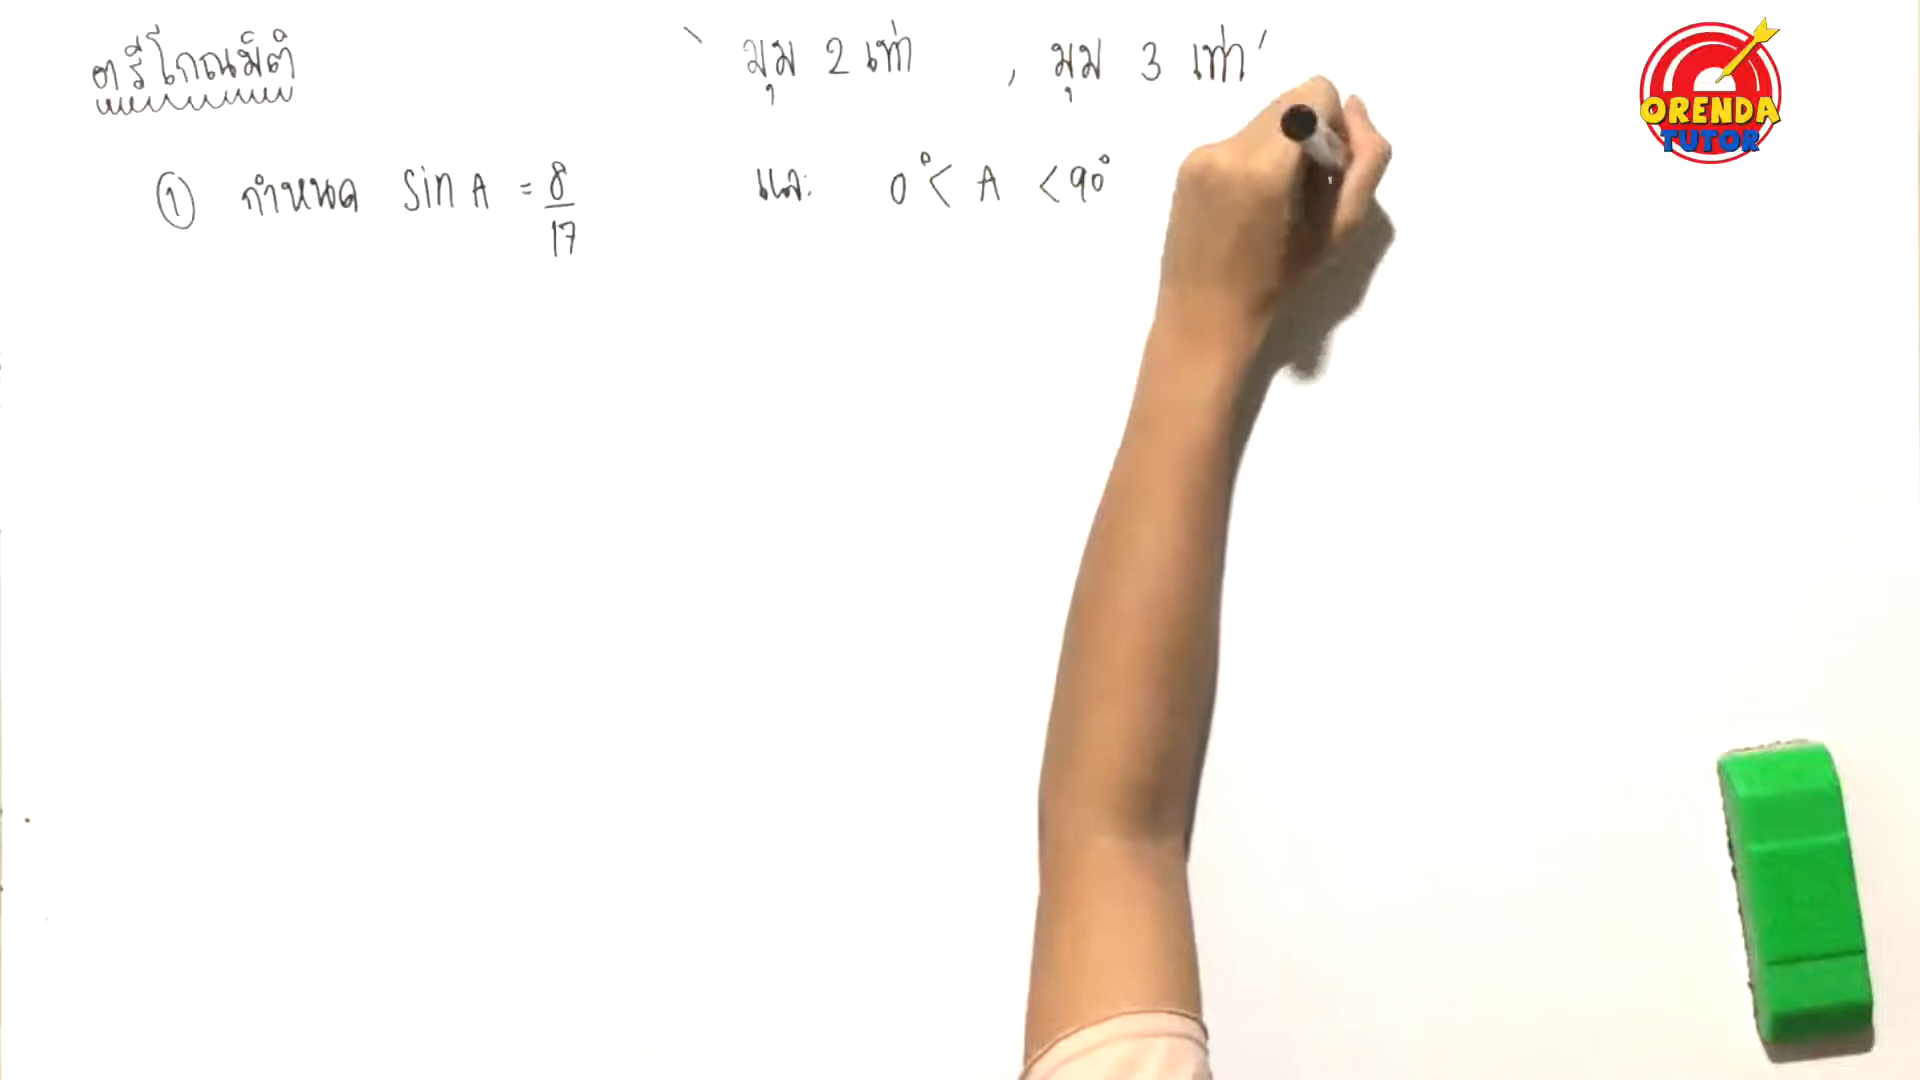 ตรีโกณมิติ
` มุม 2 เท่า , มุม 3 เท่า '
① กำหนด sin A = 8/17 และ 0° < A < 90°
ORENDA
TUTOR